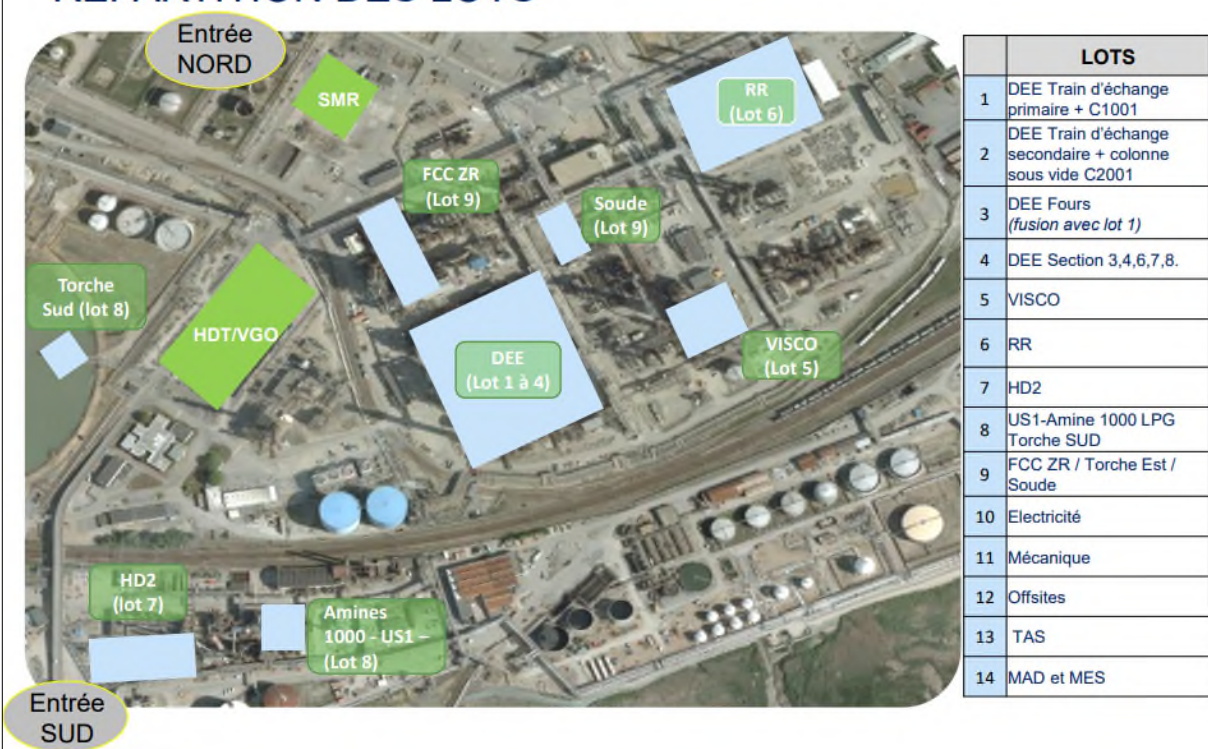 RÉPARTITION DES LOTS
Entrée
NORD
SMR
RR
(Lot 6)
FCC ZR
(Lot 9)
Soude
(Lot 9)
Torche
Sud (lot 8)
HDT/VGO
DEE
(Lot 1 à 4)
VISCO
(Lot 5)
HD2
(lot 7)
Amines
1000 - US1 –
(Lot 8)
Entrée
SUD
LOTS
1 DEE Train d'échange
primaire + C1001
2 DEE Train d'échange
secondaire + colonne
sous vide C2001
3 DEE Fours
(fusion avec lot 1)
4 DEE Section 3,4,6,7,8.
5 VISCO
6 RR
7 HD2
8 US1-Amine 1000 LPG
Torche SUD
9 FCC ZR / Torche Est /
Soude
10 Electricité
11 Mécanique
12 Offsites
13 TAS
14 MAD et MES